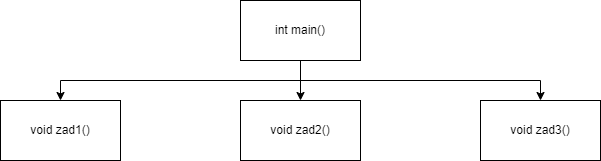 int main()
void zad1()
void zad2()
void zad3()